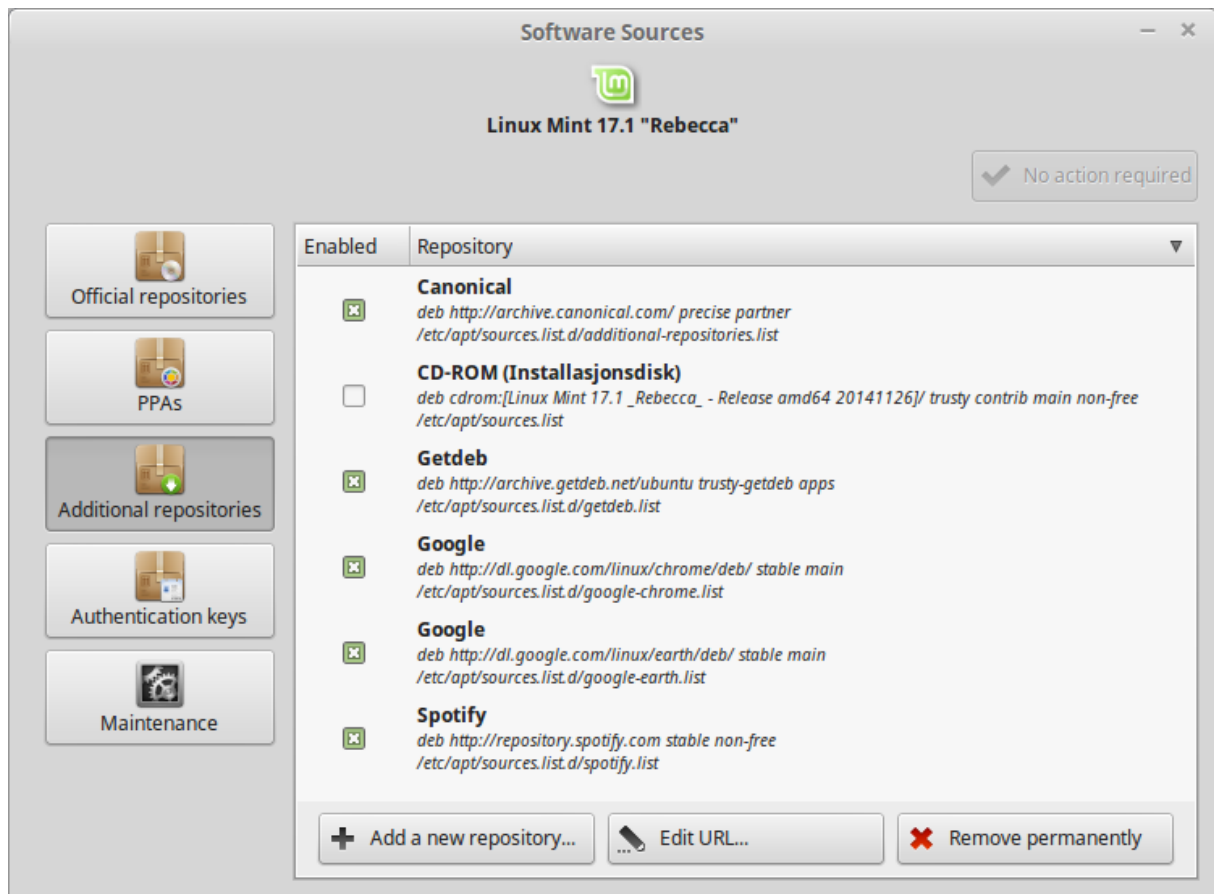 Software Sources
Linux Mint 17.1 "Rebecca"
No action required
Official repositories
PPAs
Additional repositories
Authentication keys
Maintenance
Enabled Repository
Canonical
deb http://archive.canonical.com/ precise partner
/etc/apt/sources.list.d/additional-repositories.list
CD-ROM (Installasjonsdisk)
deb cdrom:[Linux Mint 17.1 _Rebecca_ - Release amd64 20141126]/ trusty contrib main non-free
/etc/apt/sources.list
Getdeb
deb http://archive.getdeb.net/ubuntu trusty-getdeb apps
/etc/apt/sources.list.d/getdeb.list
Google
deb http://dl.google.com/linux/chrome/deb/ stable main
/etc/apt/sources.list.d/google-chrome.list
Google
deb http://dl.google.com/linux/earth/deb/ stable main
/etc/apt/sources.list.d/google-earth.list
Spotify
deb http://repository.spotify.com stable non-free
/etc/apt/sources.list.d/spotify.list
Add a new repository... Edit URL... Remove permanently